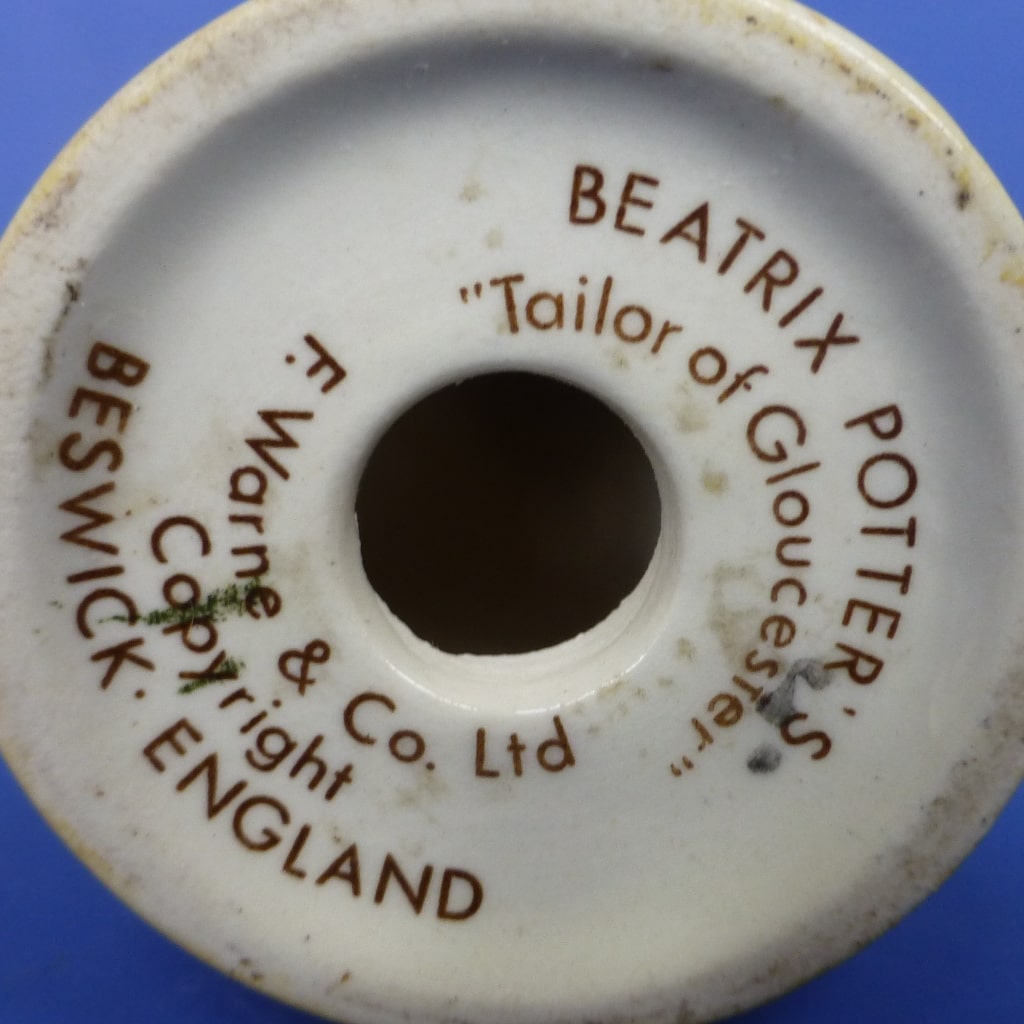 BEATRIX POTTER'S
"Tailor of Gloucester"
F. Warne & Co. Ltd
Copyright
BESWICK. ENGLAND